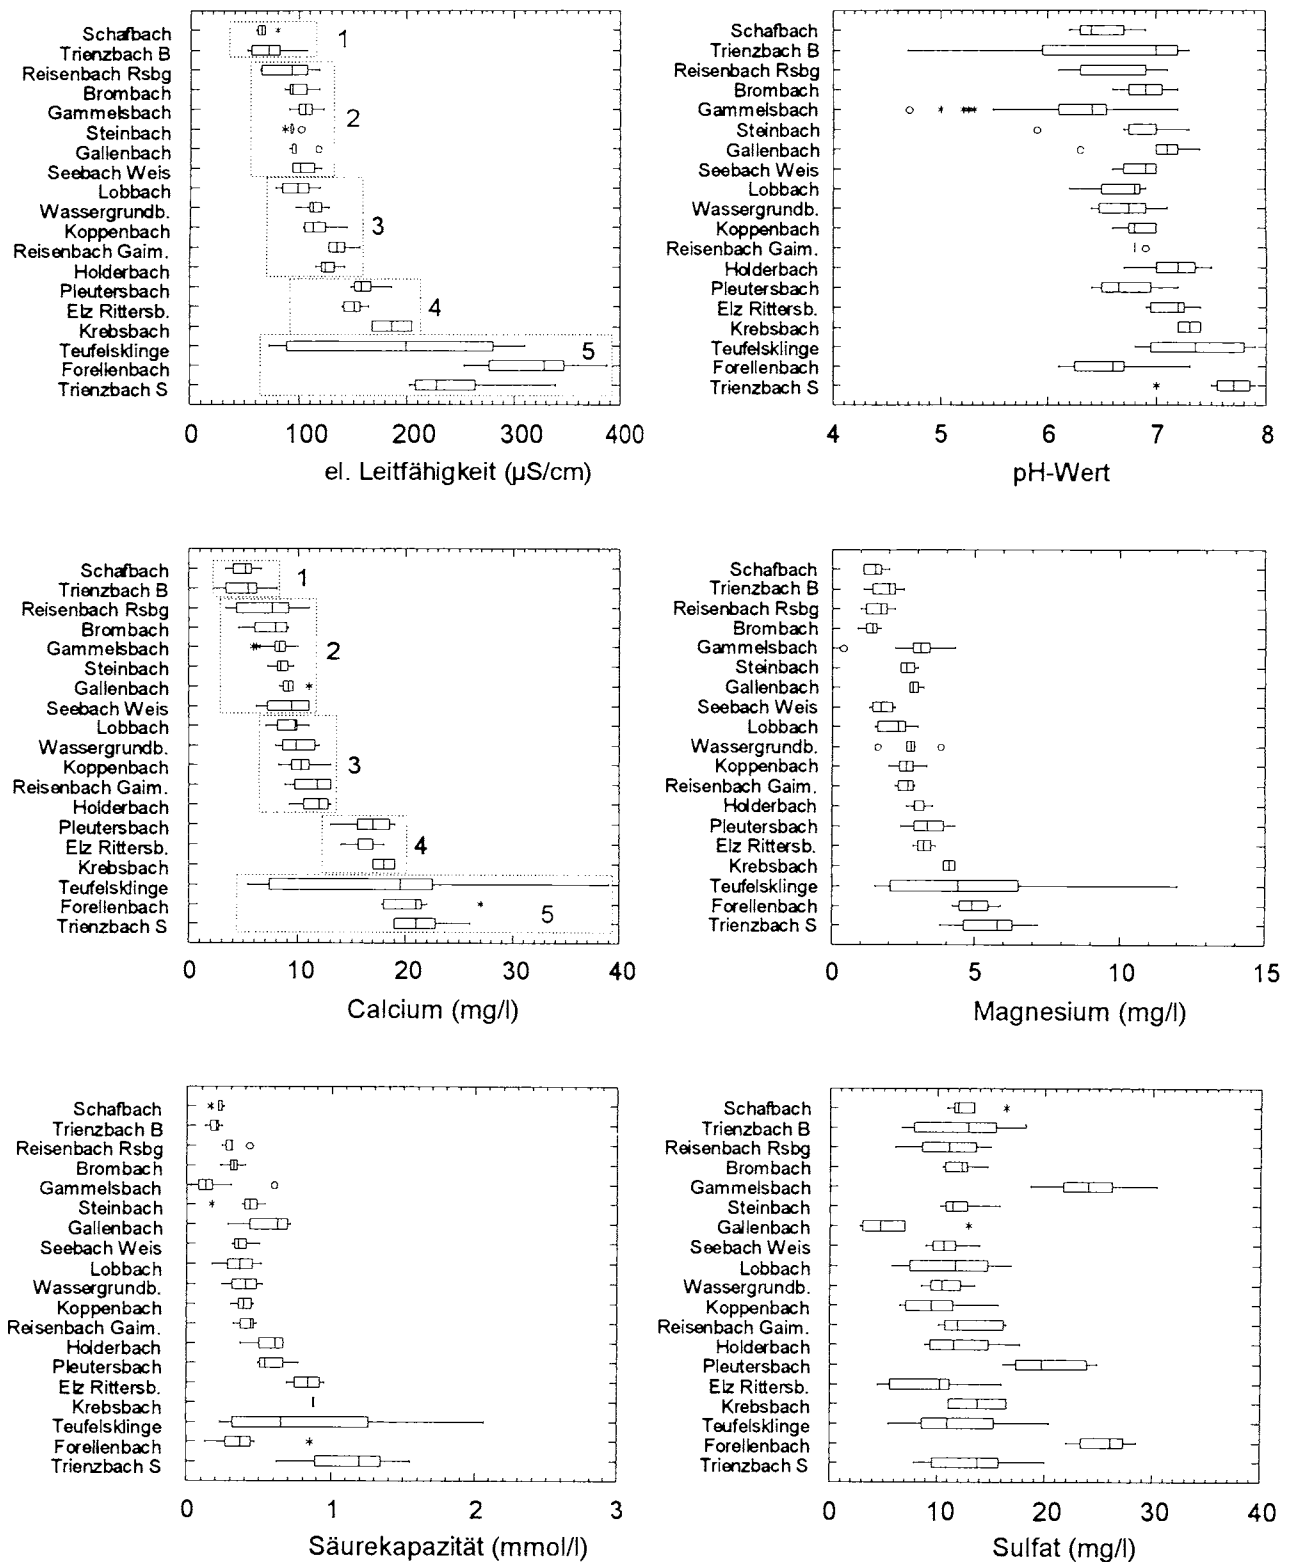 Schafbach
Trienzbach B
Reisenbach Rsbg
Brombach
Gammelsbach
Steinbach
Gallenbach
Seebach Weis
Lobbach
Wassergrundb.
Koppenbach
Reisenbach Gaim.
Holderbach
Pleutersbach
Elz Rittersb.
Krebsbach
Teufelsklinge
Forellenbach
Trienzbach S
1
2
3
4
5
0 100 200 300 400
el. Leitfähigkeit (µS/cm)
Schafbach
Trienzbach B
Reisenbach Rsbg
Brombach
Gammelsbach
Steinbach
Gallenbach
Seebach Weis
Lobbach
Wassergrundb.
Koppenbach
Reisenbach Gaim.
Holderbach
Pleutersbach
Elz Rittersb.
Krebsbach
Teufelsklinge
Forellenbach
Trienzbach S
4 5 6 7 8
pH-Wert
Schafbach
Trienzbach B
Reisenbach Rsbg
Brombach
Gammelsbach
Steinbach
Gallenbach
Seebach Weis
Lobbach
Wassergrundb.
Koppenbach
Reisenbach Gaim.
Holderbach
Pleutersbach
Elz Rittersb.
Krebsbach
Teufelsklinge
Forellenbach
Trienzbach S
1
2
3
4
5
0 10 20 30 40
Calcium (mg/l)
Schafbach
Trienzbach B
Reisenbach Rsbg
Brombach
Gammelsbach
Steinbach
Gallenbach
Seebach Weis
Lobbach
Wassergrundb.
Koppenbach
Reisenbach Gaim.
Holderbach
Pleutersbach
Elz Rittersb.
Krebsbach
Teufelsklinge
Forellenbach
Trienzbach S
0 5 10 15
Magnesium (mg/l)
Schafbach
Trienzbach B
Reisenbach Rsbg
Brombach
Gammelsbach
Steinbach
Gallenbach
Seebach Weis
Lobbach
Wassergrundb.
Koppenbach
Reisenbach Gaim.
Holderbach
Pleutersbach
Elz Rittersb.
Krebsbach
Teufelsklinge
Forellenbach
Trienzbach S
0 1 2 3
Säurekapazität (mmol/l)
Schafbach
Trienzbach B
Reisenbach Rsbg
Brombach
Gammelsbach
Steinbach
Gallenbach
Seebach Weis
Lobbach
Wassergrundb.
Koppenbach
Reisenbach Gaim.
Holderbach
Pleutersbach
Elz Rittersb.
Krebsbach
Teufelsklinge
Forellenbach
Trienzbach S
0 10 20 30 40
Sulfat (mg/l)